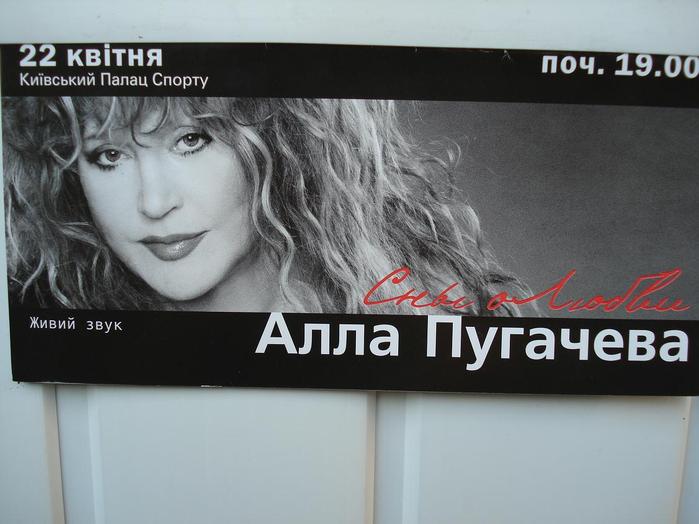 22 квітня
Київський Палац Спорту
поч. 19.00
Сны о Любви
Живий звук
Алла Пугачева